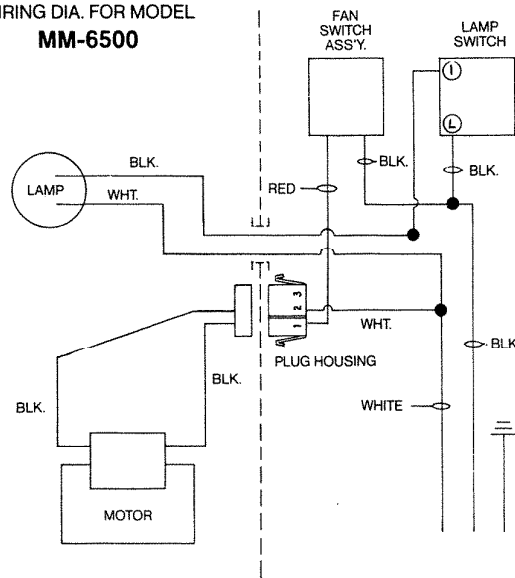 IRING DIA. FOR MODEL
MM-6500
FAN
SWITCH
ASS'Y.
LAMP
SWITCH
I
L
BLK.
LAMP
WHT.
RED
BLK.
BLK.
3
2
1
WHT.
PLUG HOUSING
BLK
BLK.
BLK.
WHITE
MOTOR